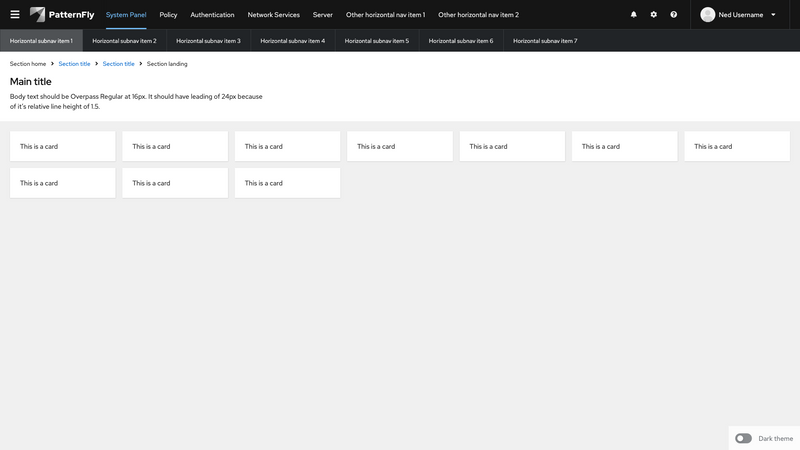 PatternFly System Panel Policy Authentication Network Services Server Other horizontal nav item 1 Other horizontal nav item 2 Ned Username
Horizontal subnav item 1 Horizontal subnav item 2 Horizontal subnav item 3 Horizontal subnav item 4 Horizontal subnav item 5 Horizontal subnav item 6 Horizontal subnav item 7
Section home Section title Section title Section landing
Main title
Body text should be Overpass Regular at 16px. It should have leading of 24px because
of it's relative line height of 1.5.
This is a card This is a card This is a card This is a card This is a card This is a card This is a card
This is a card This is a card This is a card
Dark theme